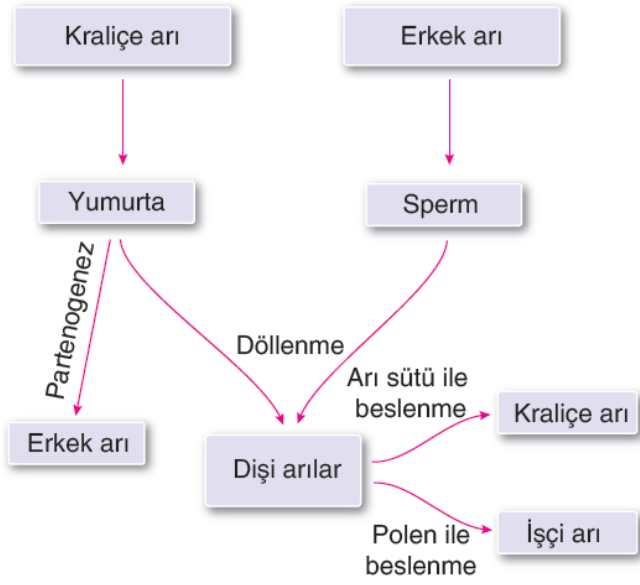 Kraliçe arı
Erkek arı
Yumurta
Sperm
Partenogenez
Döllenme
Arı sütü ile
beslenme
Kraliçe arı
Erkek arı
Dişi arılar
Polen ile
beslenme
İşçi arı